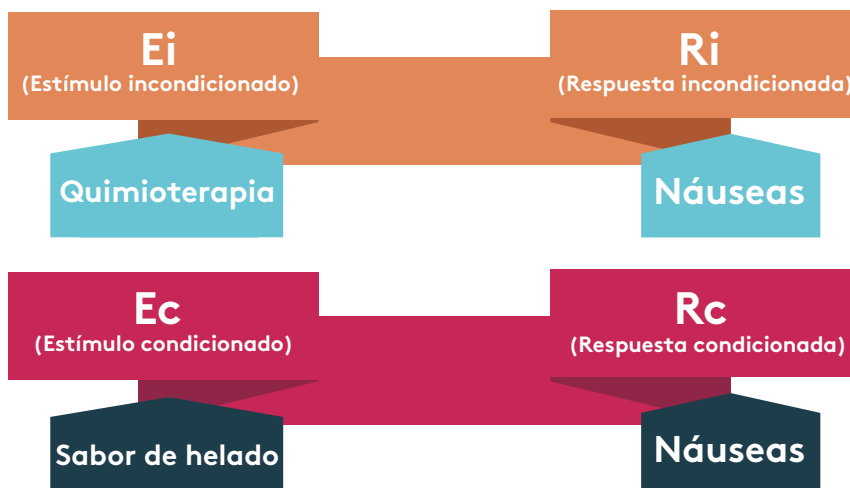 Ei
(Estímulo incondicionado)
Ri
(Respuesta incondicionada)
Quimioterapia
Náuseas
Ec
(Estímulo condicionado)
Rc
(Respuesta condicionada)
Sabor de helado
Náuseas